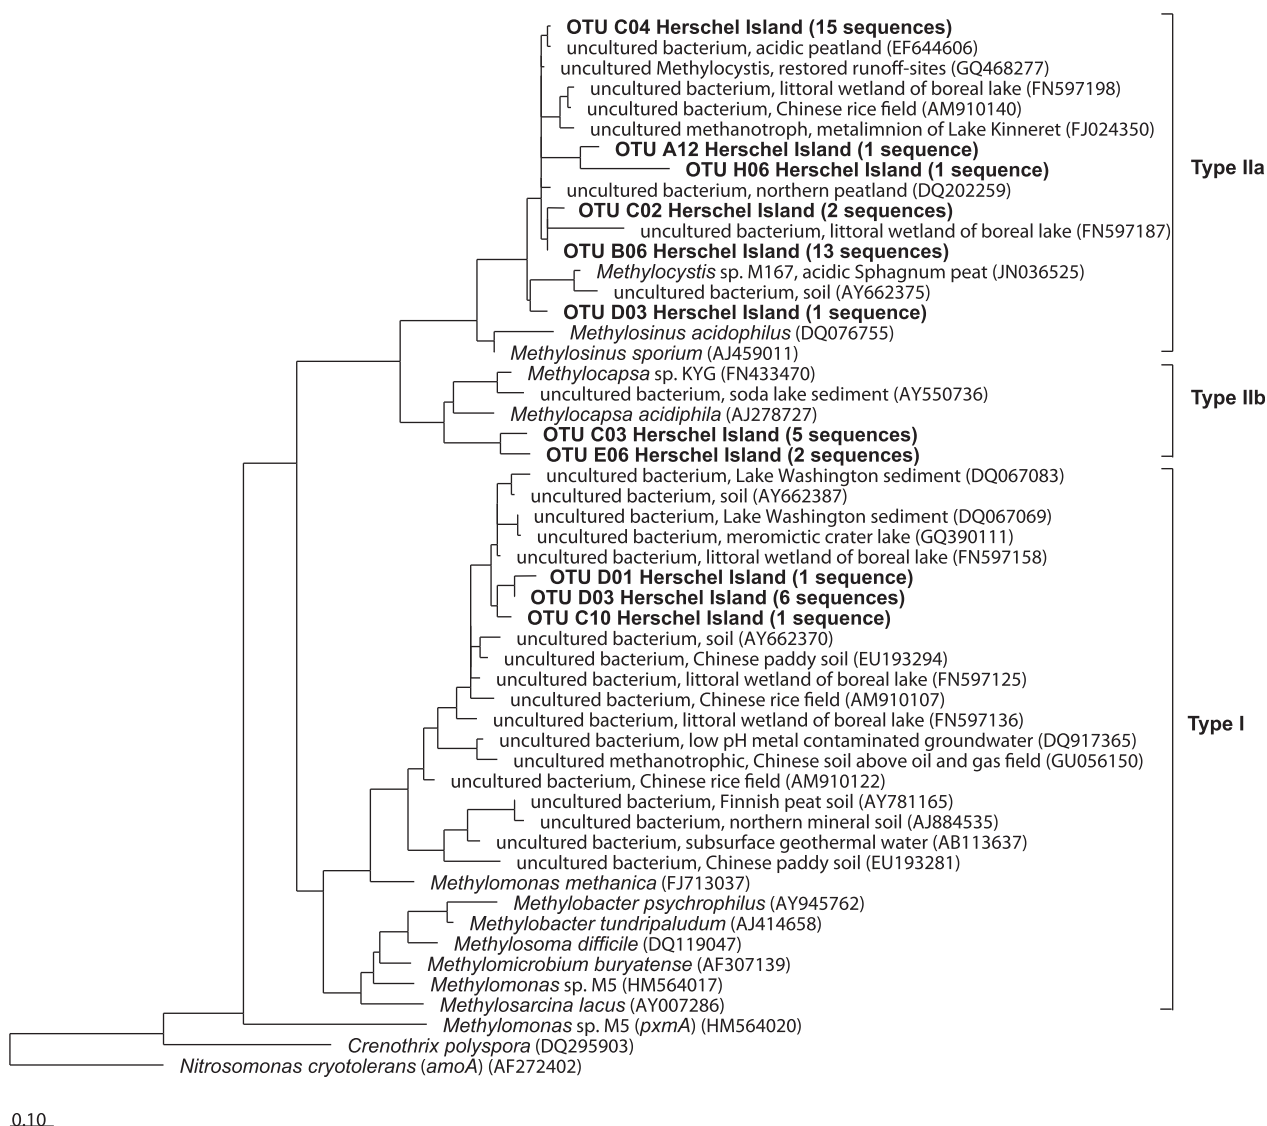 OTU C04 Herschel Island (15 sequences)
uncultured bacterium, acidic peatland (EF644606)
uncultured Methylocystis, restored runoff-sites (GQ468277)
uncultured bacterium, littoral wetland of boreal lake (FN597198)
uncultured bacterium, Chinese rice field (AM910140)
uncultured methanotroph, metalimnion of Lake Kinneret (FJ024350)
OTU A12 Herschel Island (1 sequence)
OTU H06 Herschel Island (1 sequence)
Type IIa
uncultured bacterium, northern peatland (DQ202259)
OTU C02 Herschel Island (2 sequences)
uncultured bacterium, littoral wetland of boreal lake (FN597187)
OTU B06 Herschel Island (13 sequences)
Methylocystis sp. M167, acidic Sphagnum peat (JN036525)
uncultured bacterium, soil (AY662375)
OTU D03 Herschel Island (1 sequence)
Methylosinus acidophilus (DQ076755)
Methylosinus sporium (AJ459011)
Methylocapsa sp. KYG (FN433470)
uncultured bacterium, soda lake sediment (AY550736)
Type IIb
Methylocapsa acidiphila (AJ278727)
OTU C03 Herschel Island (5 sequences)
OTU E06 Herschel Island (2 sequences)
uncultured bacterium, Lake Washington sediment (DQ067083)
uncultured bacterium, soil (AY662387)
uncultured bacterium, Lake Washington sediment (DQ067069)
uncultured bacterium, meromictic crater lake (GQ390111)
uncultured bacterium, littoral wetland of boreal lake (FN597158)
OTU D01 Herschel Island (1 sequence)
OTU D03 Herschel Island (6 sequences)
OTU C10 Herschel Island (1 sequence)
uncultured bacterium, soil (AY662370)
uncultured bacterium, Chinese paddy soil (EU193294)
uncultured bacterium, littoral wetland of boreal lake (FN597125)
uncultured bacterium, Chinese rice field (AM910107)
uncultured bacterium, littoral wetland of boreal lake (FN597136)
Type I
uncultured bacterium, low pH metal contaminated groundwater (DQ917365)
uncultured methanotrophic, Chinese soil above oil and gas field (GU056150)
uncultured bacterium, Chinese rice field (AM910122)
uncultured bacterium, Finnish peat soil (AY781165)
uncultured bacterium, northern mineral soil (AJ884535)
uncultured bacterium, subsurface geothermal water (AB113637)
uncultured bacterium, Chinese paddy soil (EU193281)
Methylomonas methanica (FJ713037)
Methylobacter psychrophilus (AY945762)
Methylobacter tundripaludum (AJ414658)
Methylosoma difficile (DQ119047)
Methylomicrobium buryatense (AF307139)
Methylomonas sp. M5 (HM564017)
Methylosarcina lacus (AY007286)
Methylomonas sp. M5 (pxmA) (HM564020)
Crenothrix polyspora (DQ295903)
Nitrosomonas cryotolerans (amoA) (AF272402)
0.10